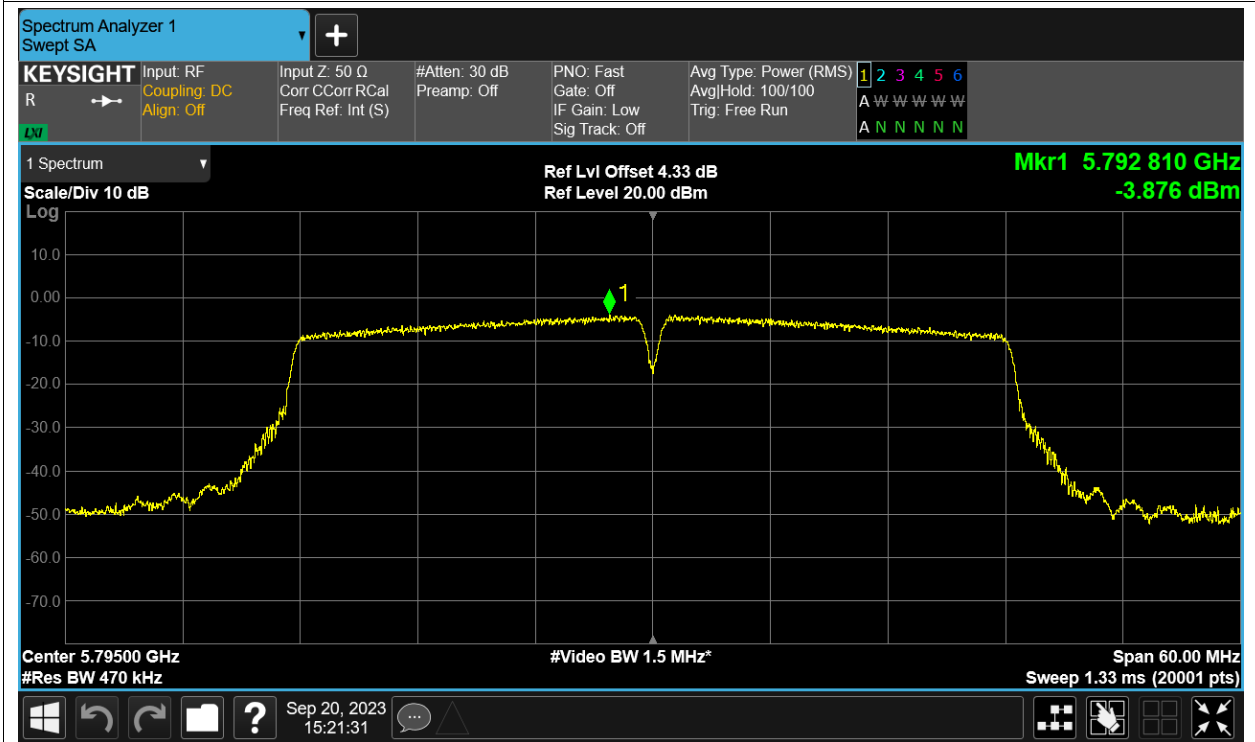 Spectrum Analyzer 1
Swept SA
+
KEYSIGHT Input: RF Input Z: 50 Ω #Atten: 30 dB PNO: Fast Avg Type: Power (RMS) 1 2 3 4 5 6
R Coupling: DC Corr CCorr RCal Preamp: Off Gate: Off Avg|Hold: 100/100 A W W W W W
Align: Off Freq Ref: Int (S) IF Gain: Low Trig: Free Run
LXI Sig Track: Off A N N N N N
1 Spectrum Ref Lvl Offset 4.33 dB Mkr1 5.792 810 GHz
Scale/Div 10 dB Ref Level 20.00 dBm -3.876 dBm
Log
10.0
0.00
1
-10.0
-20.0
-30.0
-40.0
-50.0
-60.0
-70.0
Center 5.79500 GHz #Video BW 1.5 MHz* Span 60.00 MHz
#Res BW 470 kHz Sweep 1.33 ms (20001 pts)
? Sep 20, 2023
15:21:31